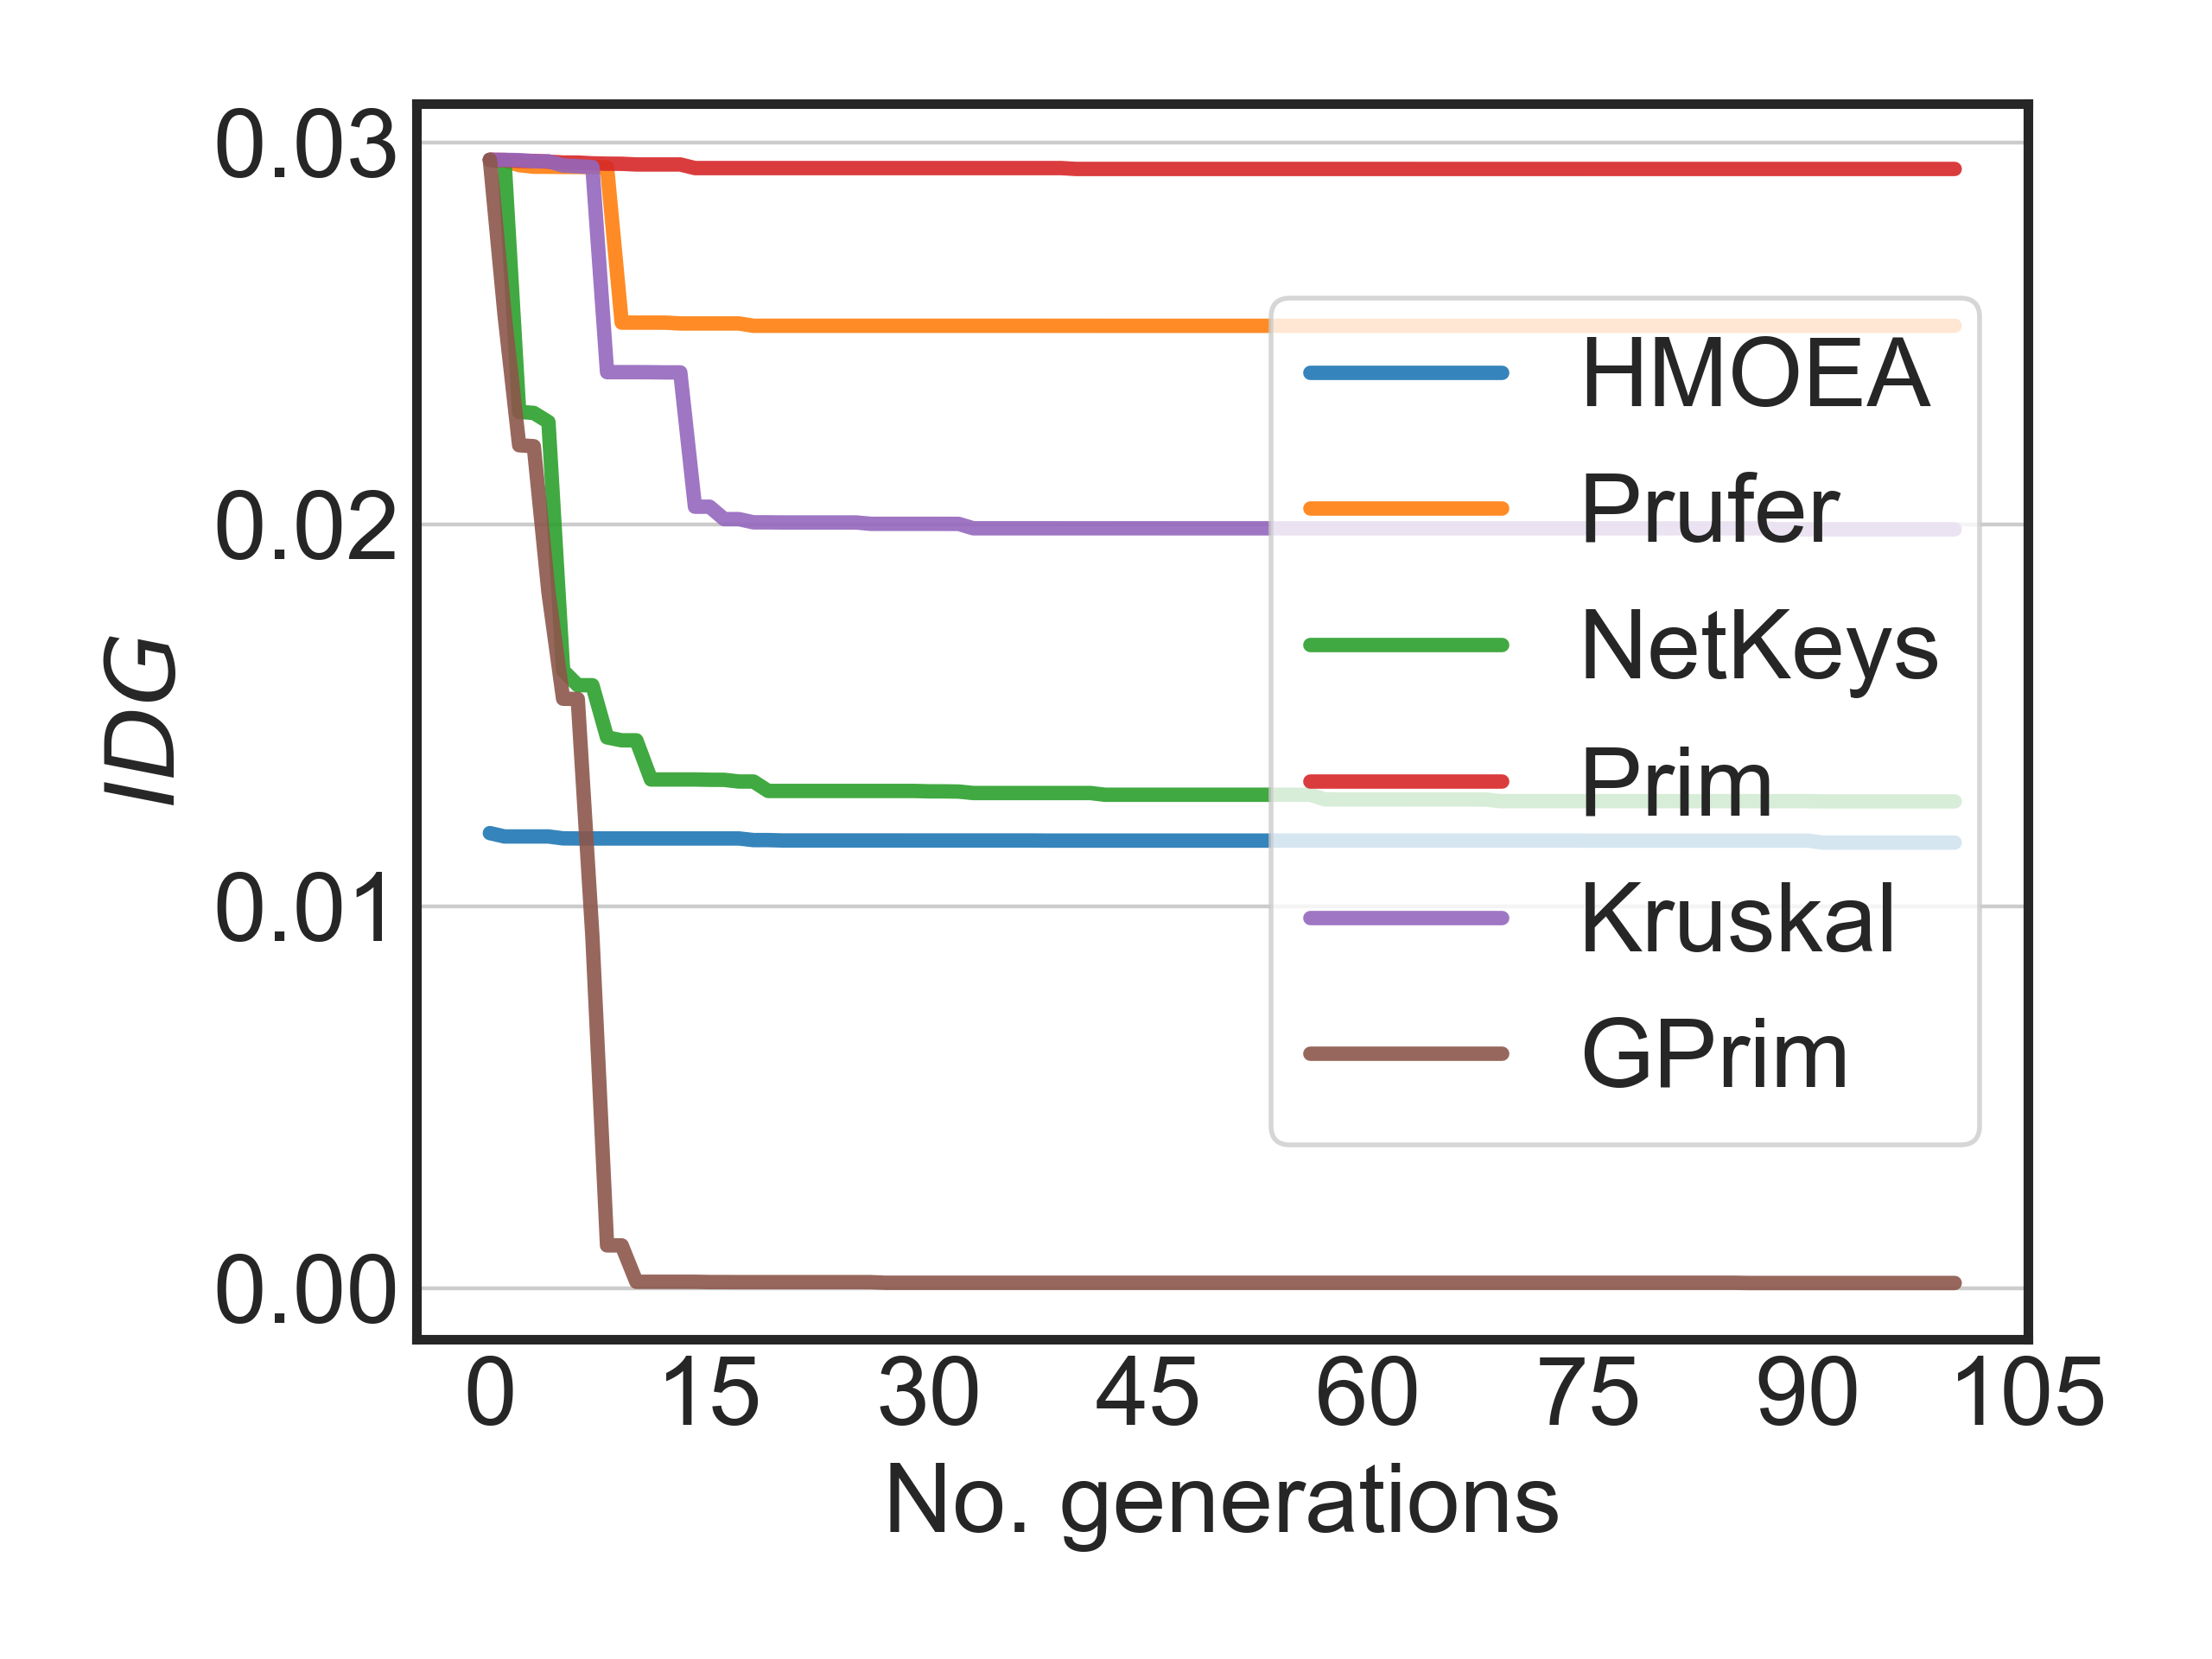 IDG
0.03
0.02
0.01
0.00
HMOEA
Prufer
NetKeys
Prim
Kruskal
GPrim
0 15 30 45 60 75 90 105
No. generations